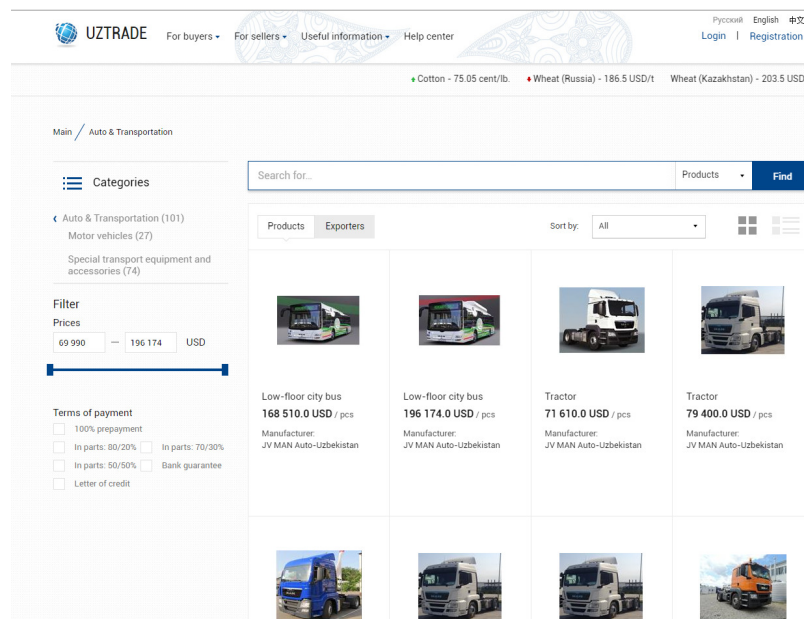 Русский English 中文
UZTRADE For buyers For sellers Useful information Help center
Login | Registration
Cotton - 75.05 cent/lb. Wheat (Russia) - 186.5 USD/t Wheat (Kazakhstan) - 203.5 USD
Main / Auto & Transportation
Categories
Search for...
Products
Find
Auto & Transportation (101)
Motor vehicles (27)
Special transport equipment and
accessories (74)
Products Exporters
Sort by: All
Filter
Prices
69 990 — 196 174 USD
Terms of payment
100% prepayment
In parts: 80/20% In parts: 70/30%
In parts: 50/50% Bank guarantee
Letter of credit
Low-floor city bus
168 510.0 USD / pcs
Manufacturer:
JV MAN Auto-Uzbekistan
Low-floor city bus
196 174.0 USD / pcs
Manufacturer:
JV MAN Auto-Uzbekistan
Tractor
71 610.0 USD / pcs
Manufacturer:
JV MAN Auto-Uzbekistan
Tractor
79 400.0 USD / pcs
Manufacturer:
JV MAN Auto-Uzbekistan